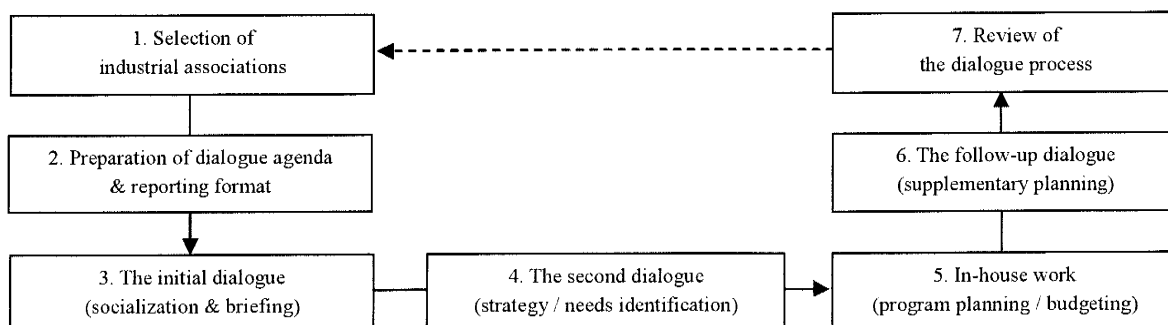 1. Selection of
industrial associations
2. Preparation of dialogue agenda
& reporting format
3. The initial dialogue
(socialization & briefing)
4. The second dialogue
(strategy / needs identification)
5. In-house work
(program planning / budgeting)
6. The follow-up dialogue
(supplementary planning)
7. Review of
the dialogue process